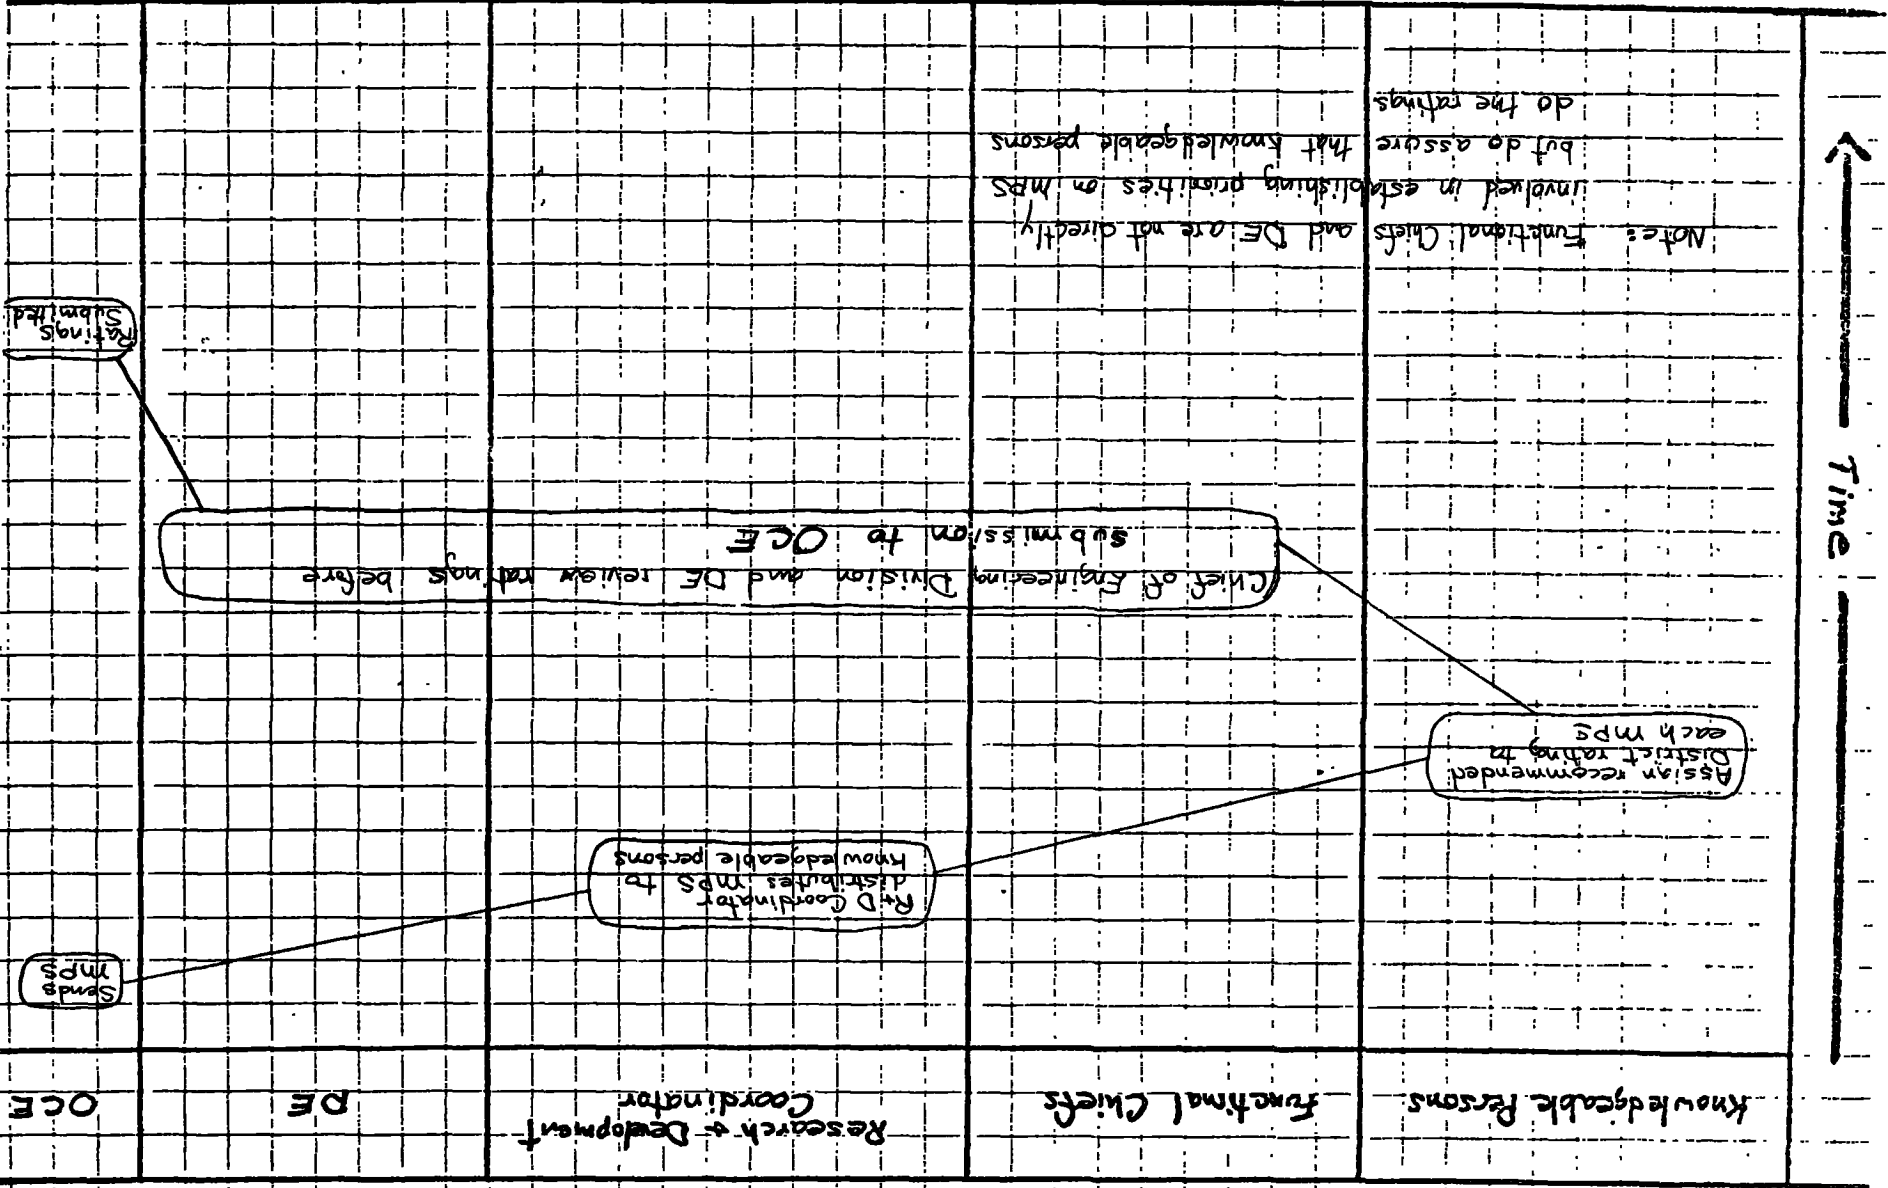 Time
Knowledgeable Persons
Functional Chiefs
Research & Development
Coordinator
DE
OCE
Sends
MPS
R+D Coordinator
distributes MPS to
Knowledgeable persons
Assign recommended
District rating to
each MPS
Chief of Engineering Division and DE review ratings before
submission to OCE
Ratings
Submitted
Note: Functional Chiefs and DE are not directly
involved in establishing priorities on MPS
but do assure that knowledgeable persons
do the ratings